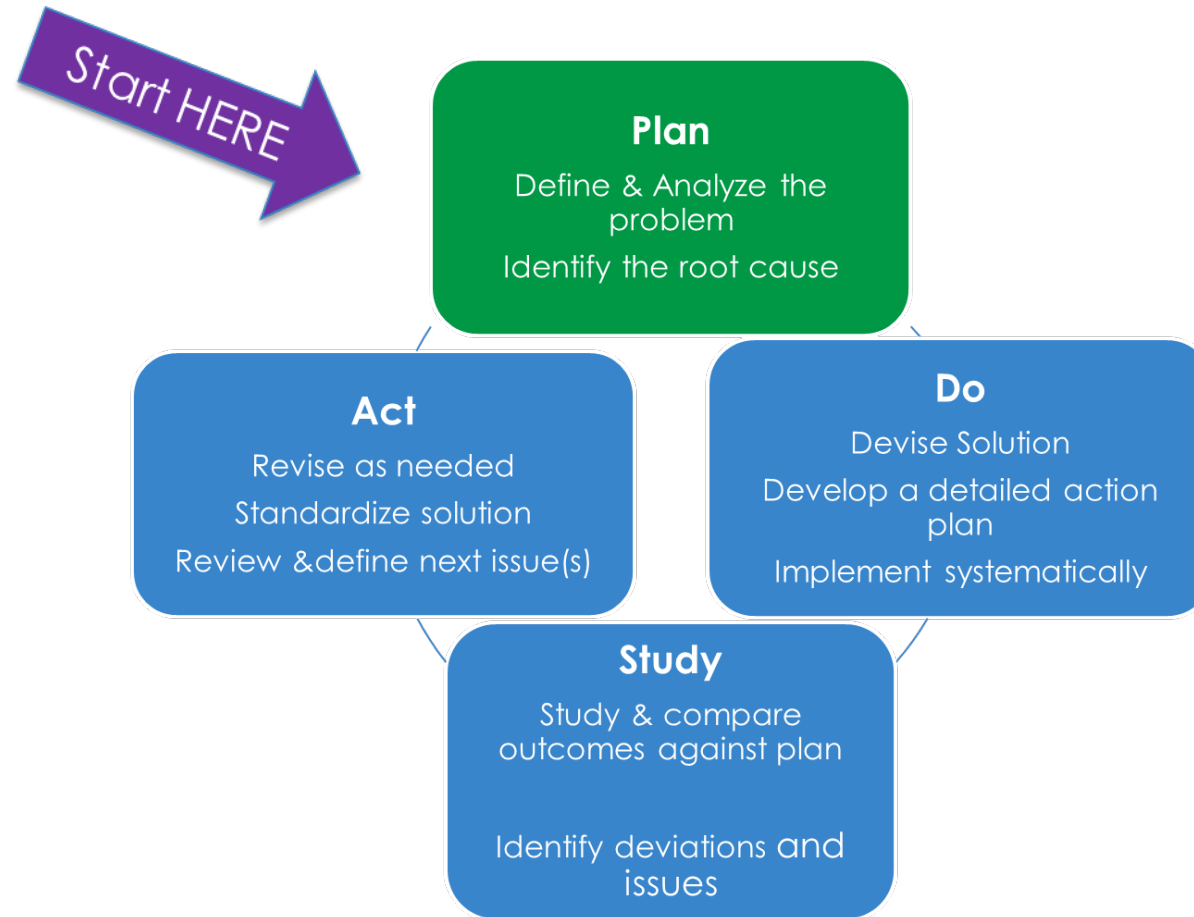 Start HERE
Plan
Define & Analyze the
problem
Identify the root cause
Do
Devise Solution
Develop a detailed action
plan
Implement systematically
Study
Study & compare
outcomes against plan
Identify deviations and
issues
Act
Revise as needed
Standardize solution
Review &define next issue(s)